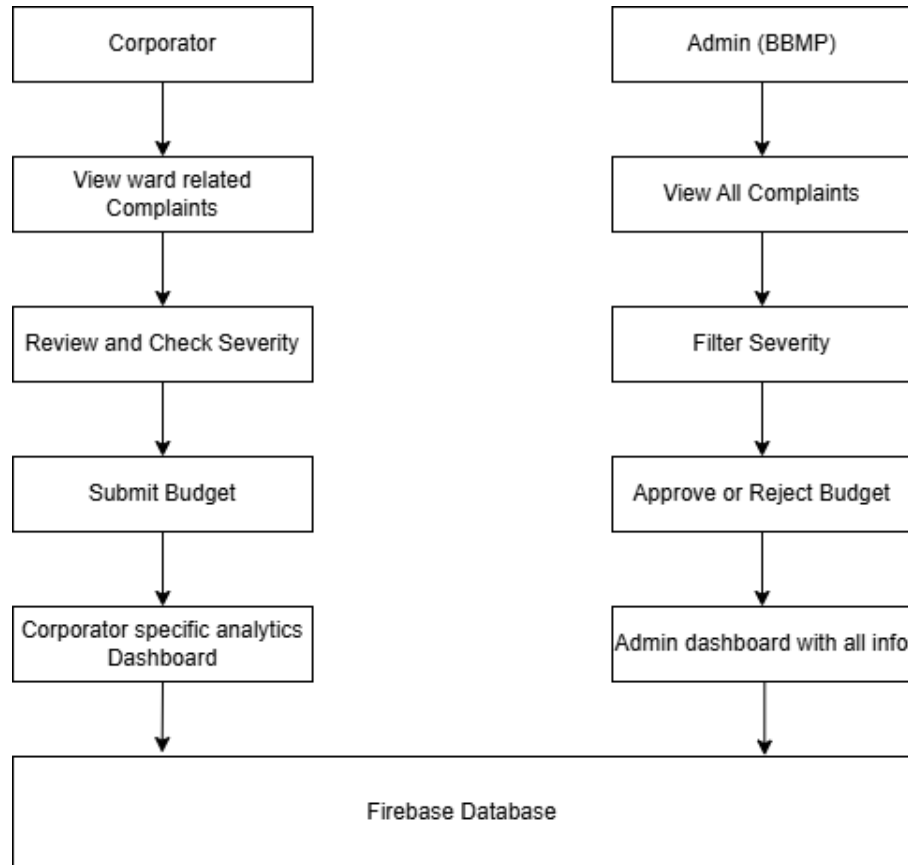 Corporator
Admin (BBMP)
View ward related
Complaints
View All Complaints
Review and Check Severity
Filter Severity
Submit Budget
Approve or Reject Budget
Corporator specific analytics
Dashboard
Admin dashboard with all info
Firebase Database